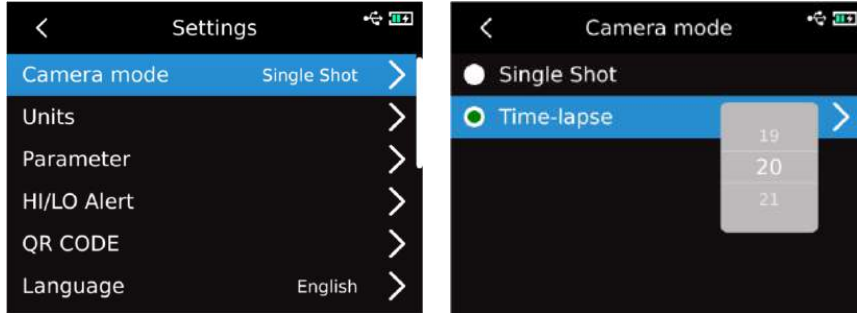 Settings
Camera mode Single Shot
Units
Parameter
HI/LO Alert
QR CODE
Language English
Camera mode
Single Shot
Time-lapse
19
20
21